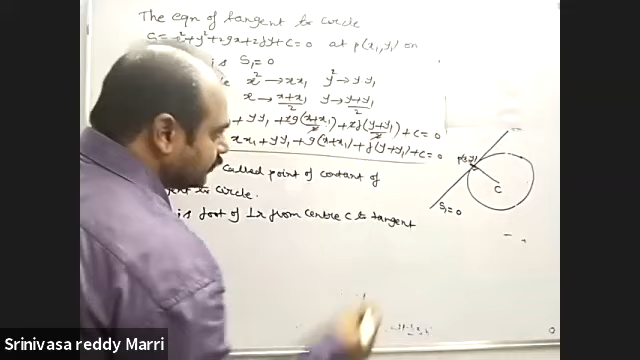 The eqn of tangent to circle
S = x²+y²+2gx+2fy+c=0 at p(x₁,y₁) on
is S₁=0
x² → xx₁ y² → yy₁
x → x+x₁/2 y → y+y₁/2
+ yy₁ + 2g(x+x₁/2) + 2f(y+y₁/2) + c = 0
xx₁ + yy₁ + g(x+x₁) + f(y+y₁) + c = 0
called point of contant of
to circle.
is foot of ⊥r from centre C to tangent
C
S₁=0
Srinivasa reddy Marri